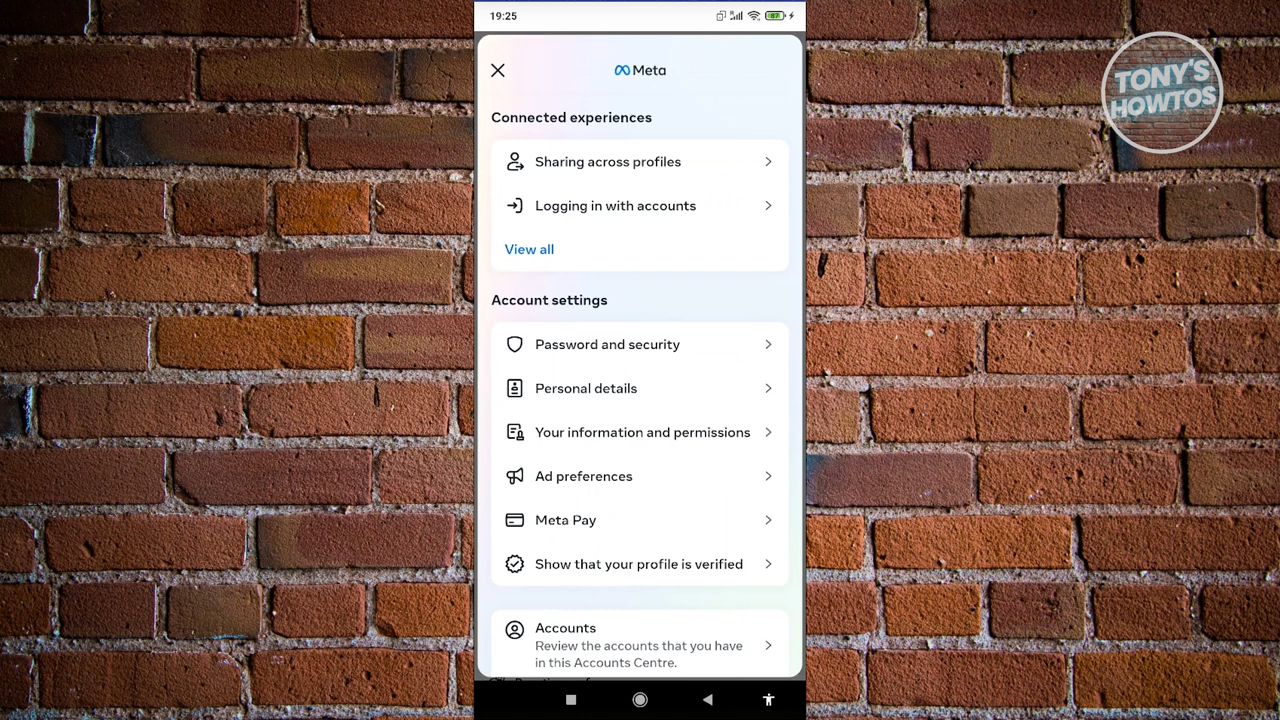 19:25
87
Meta
TONY'S
HOWTOS
Connected experiences
Sharing across profiles
Logging in with accounts
View all
Account settings
Password and security
Personal details
Your information and permissions
Ad preferences
Meta Pay
Show that your profile is verified
Accounts
Review the accounts that you have
in this Accounts Centre.